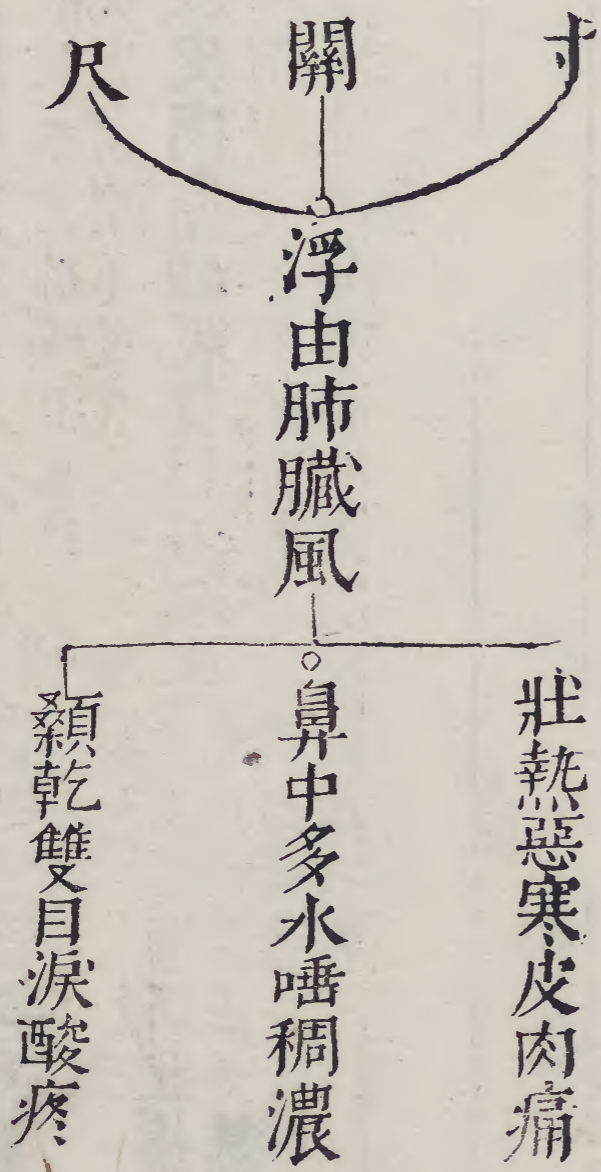 寸
關
尺
浮由肺臟風
壯熱惡寒皮肉痛
鼻中多水唾稠濃
顙乾雙目淚酸疼